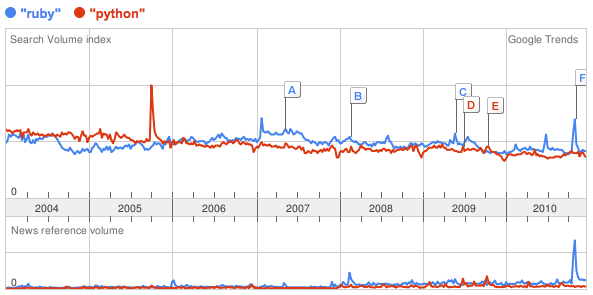 "ruby" "python"
Search Volume index Google Trends
A
B
C
D
E
F
0
2004 2005 2006 2007 2008 2009 2010
News reference volume
0